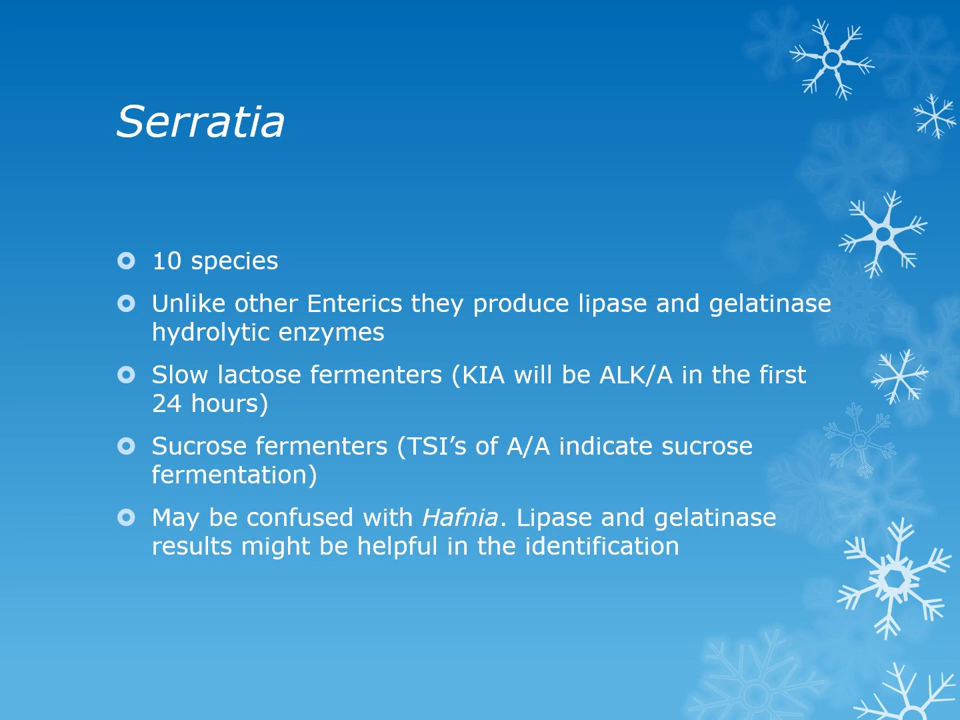 Serratia
10 species
Unlike other Enterics they produce lipase and gelatinase
hydrolytic enzymes
Slow lactose fermenters (KIA will be ALK/A in the first
24 hours)
Sucrose fermenters (TSI’s of A/A indicate sucrose
fermentation)
May be confused with Hafnia. Lipase and gelatinase
results might be helpful in the identification